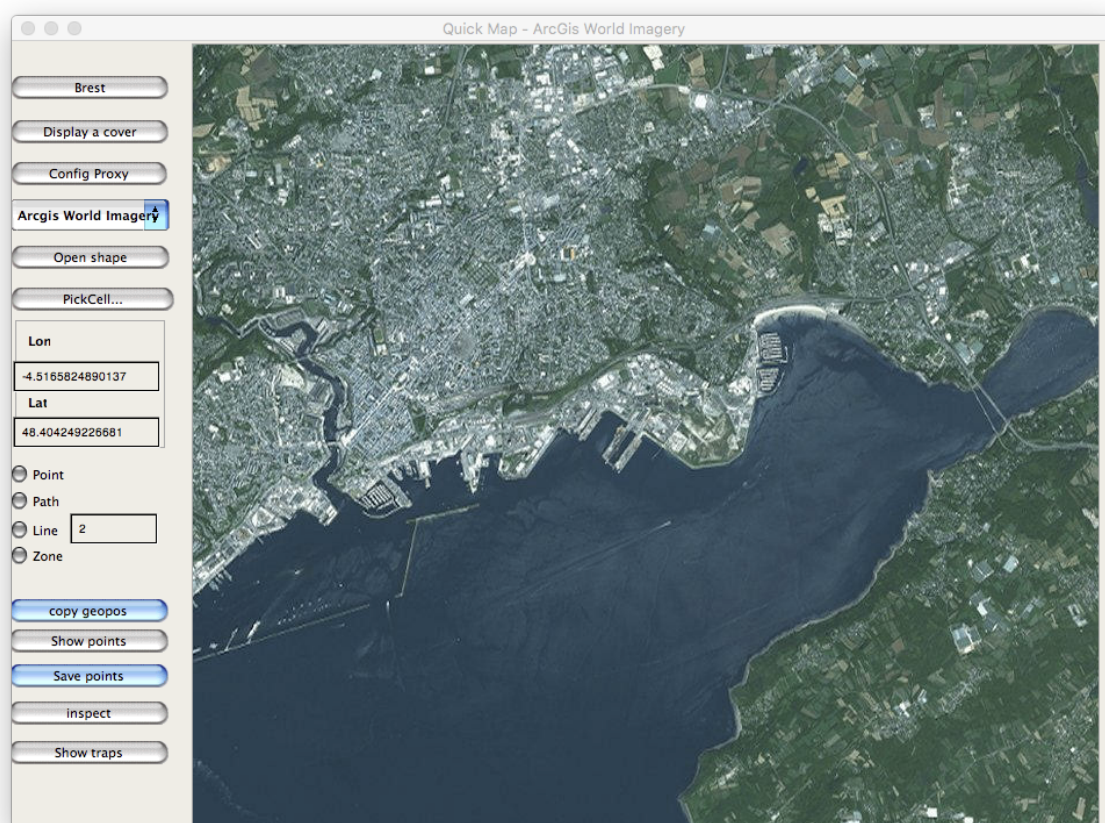 Quick Map - ArcGis World Imagery
Brest
Display a cover
Config Proxy
Arcgis World Imagery
Open shape
PickCell...
Lon
-4.5165824890137
Lat
48.404249226681
Point
Path
Line 2
Zone
copy geopos
Show points
Save points
inspect
Show traps